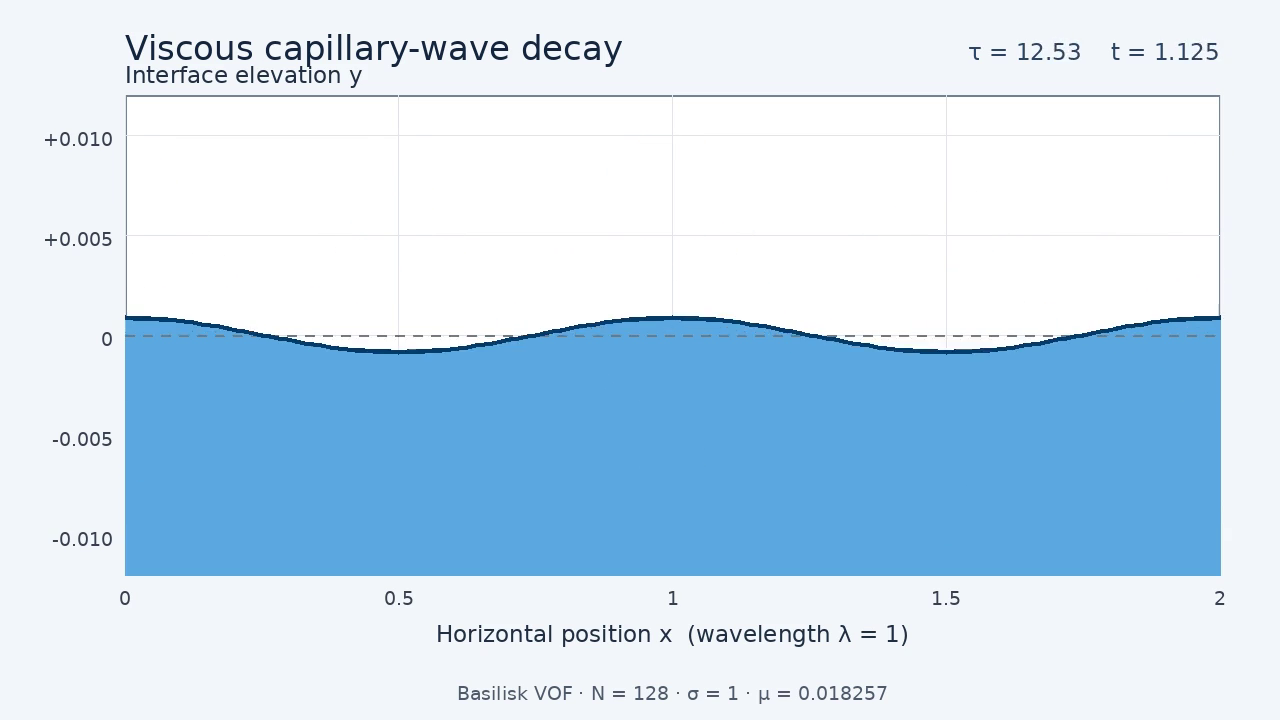 Viscous capillary-wave decay
τ = 12.53 t = 1.125
Interface elevation y
+0.010
+0.005
0
-0.005
-0.010
0 0.5 1 1.5 2
Horizontal position x (wavelength λ = 1)
Basilisk VOF · N = 128 · σ = 1 · μ = 0.018257